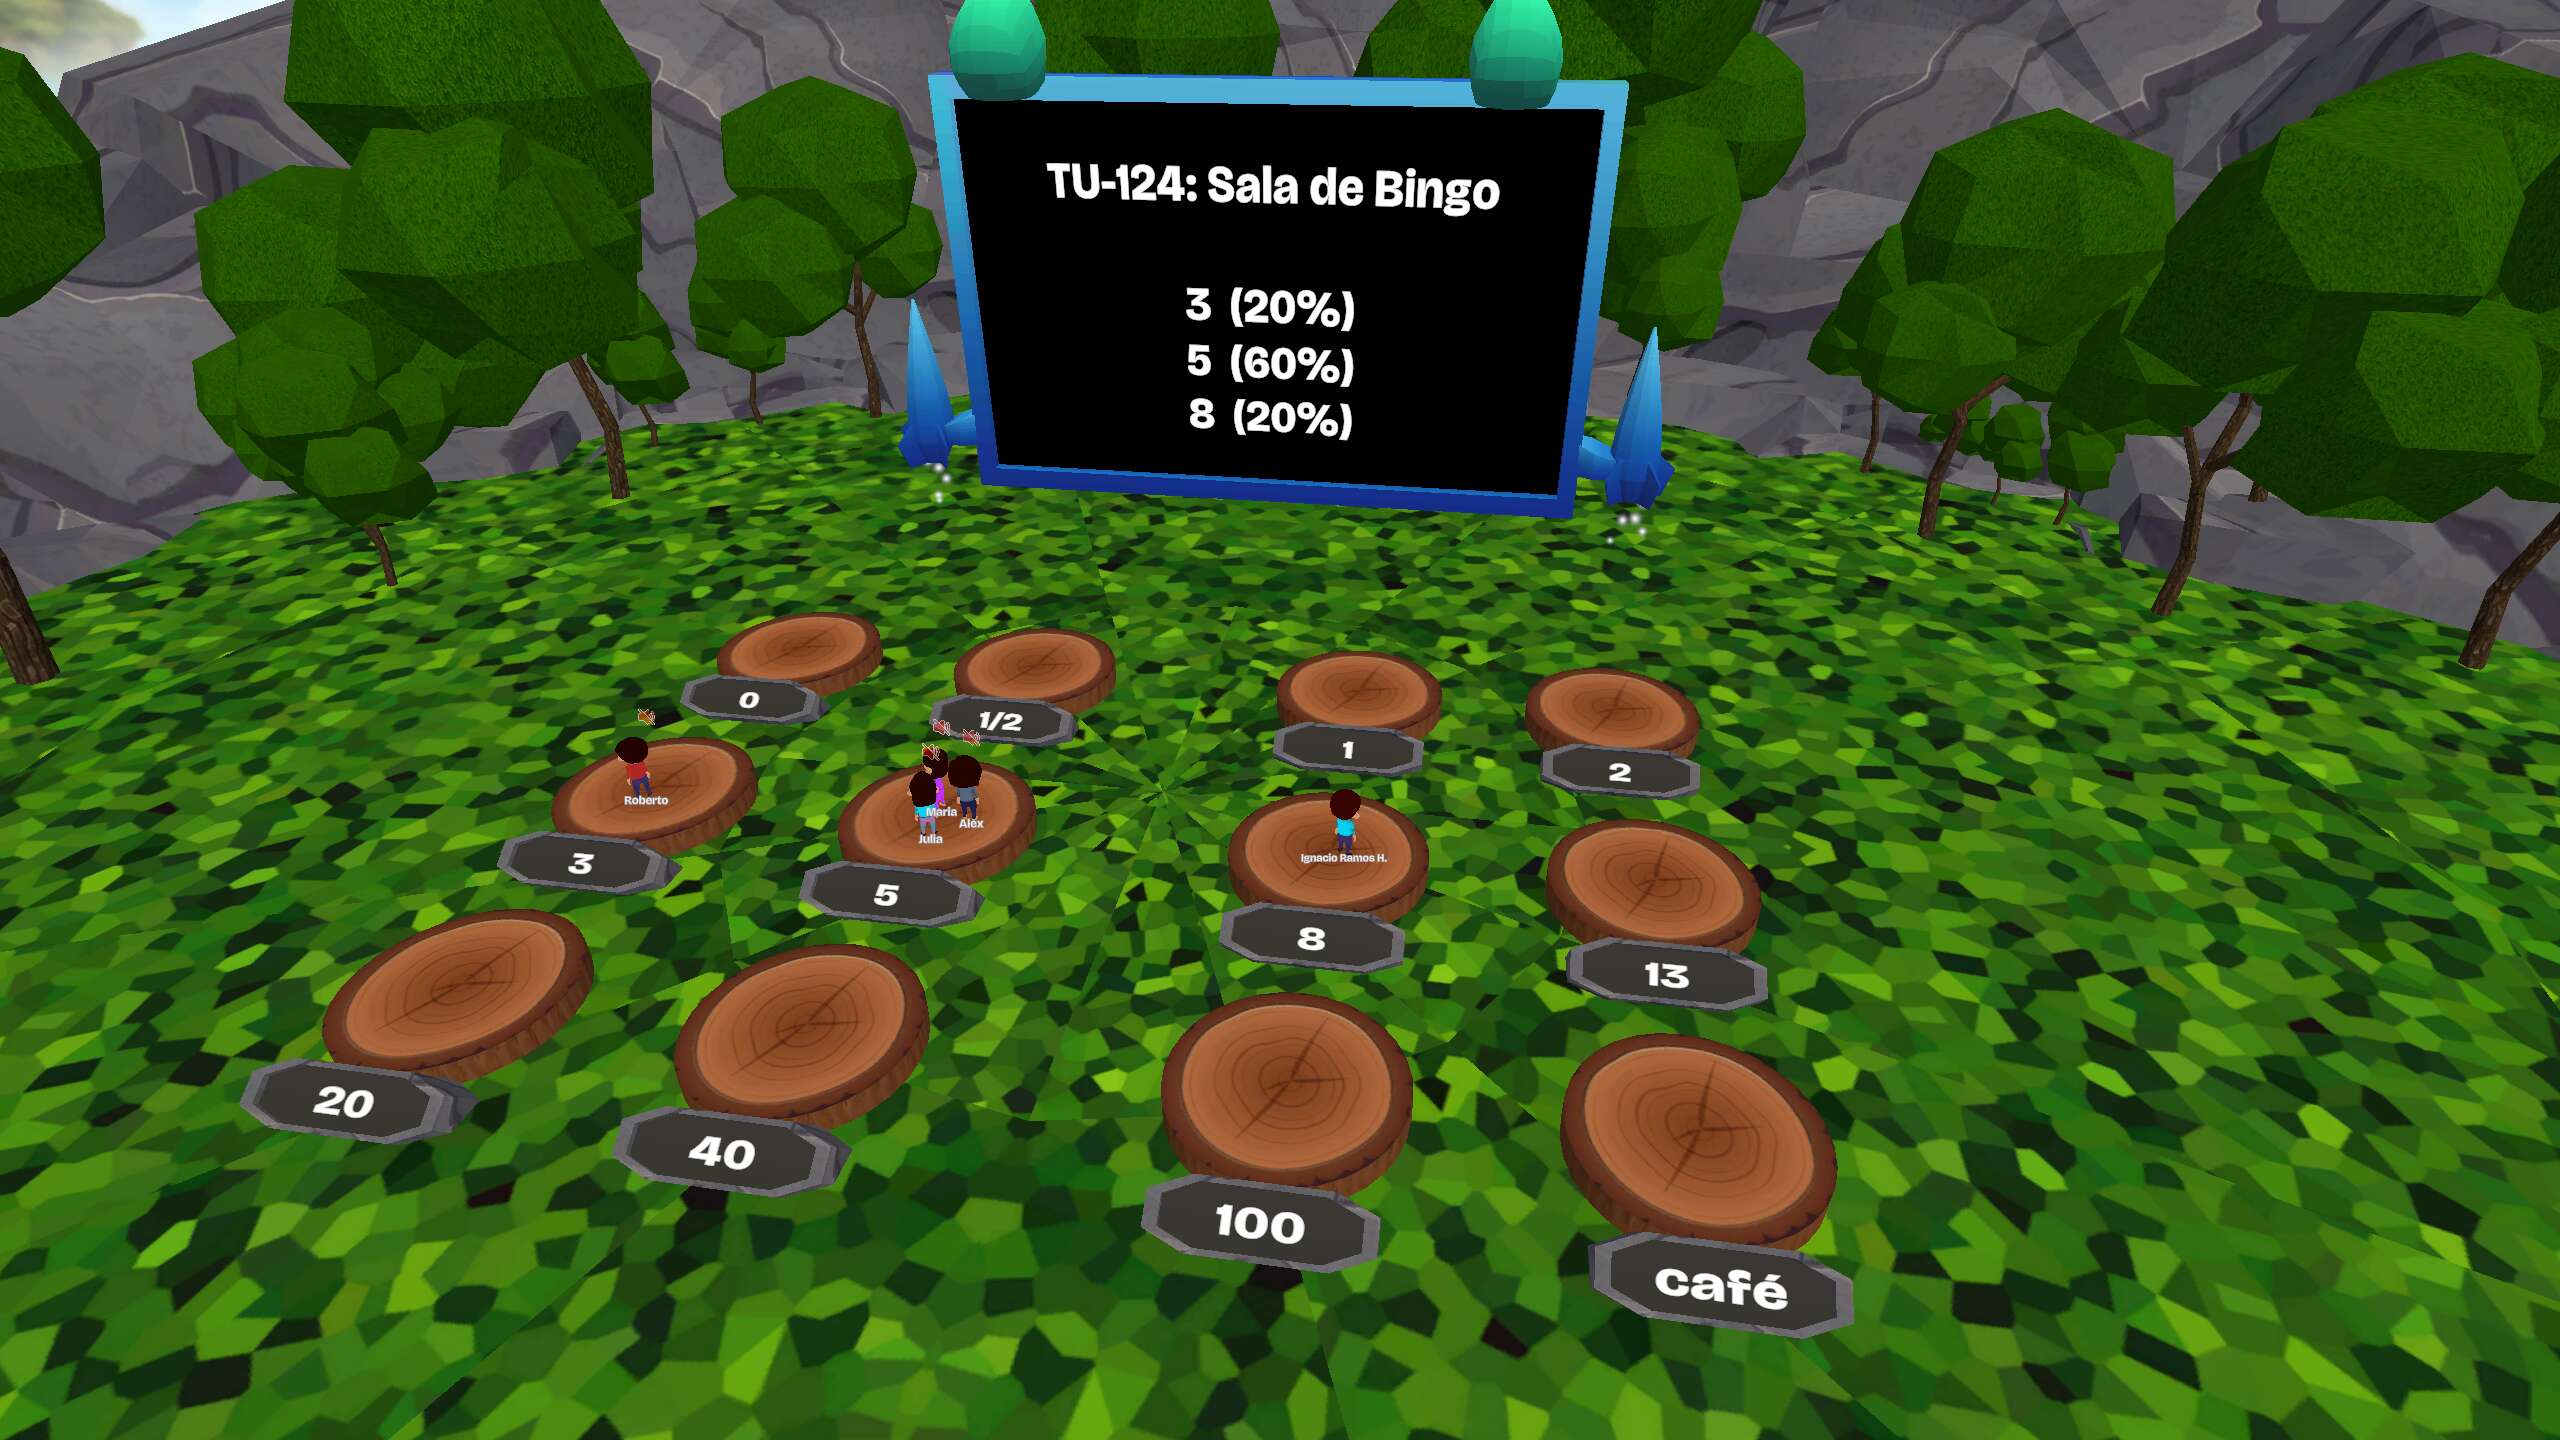 TU-124: Sala de Bingo
3 (20%)
5 (60%)
8 (20%)
0
1/2
1
2
Roberto
Maria
Alex
Julia
Ignacio Ramos H.
3
5
8
13
20
40
100
café